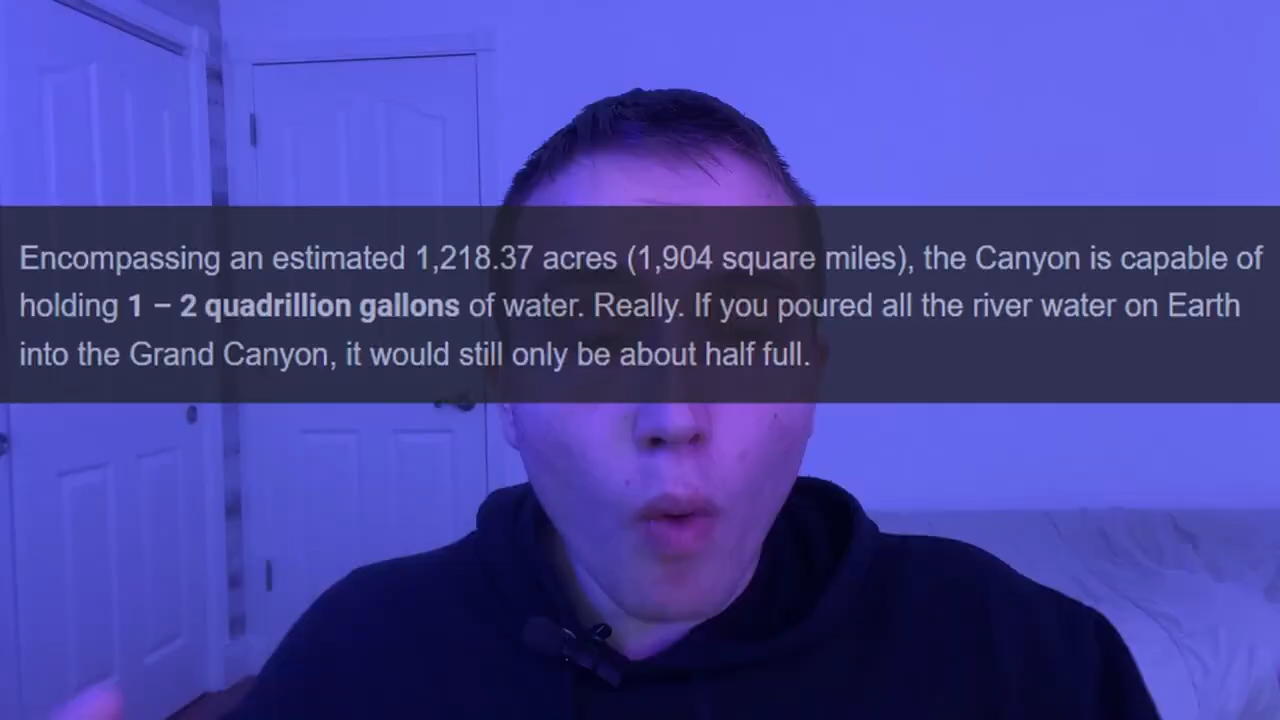 Encompassing an estimated 1,218.37 acres (1,904 square miles), the Canyon is capable of
holding 1 – 2 quadrillion gallons of water. Really. If you poured all the river water on Earth
into the Grand Canyon, it would still only be about half full.